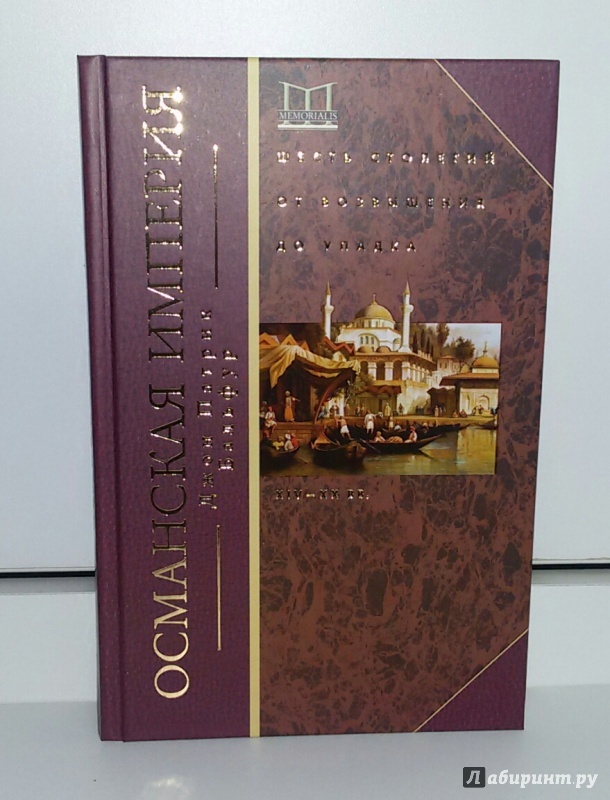 MEMORIALIS
ОСМАНСКАЯ ИМПЕРИЯ
Джон Патрик
Бальфур
ШЕСТЬ СТОЛЕТИЙ
ОТ ВОЗВЫШЕНИЯ
ДО УПАДКА
XIV—XX ВВ.
Лабиринт.ру